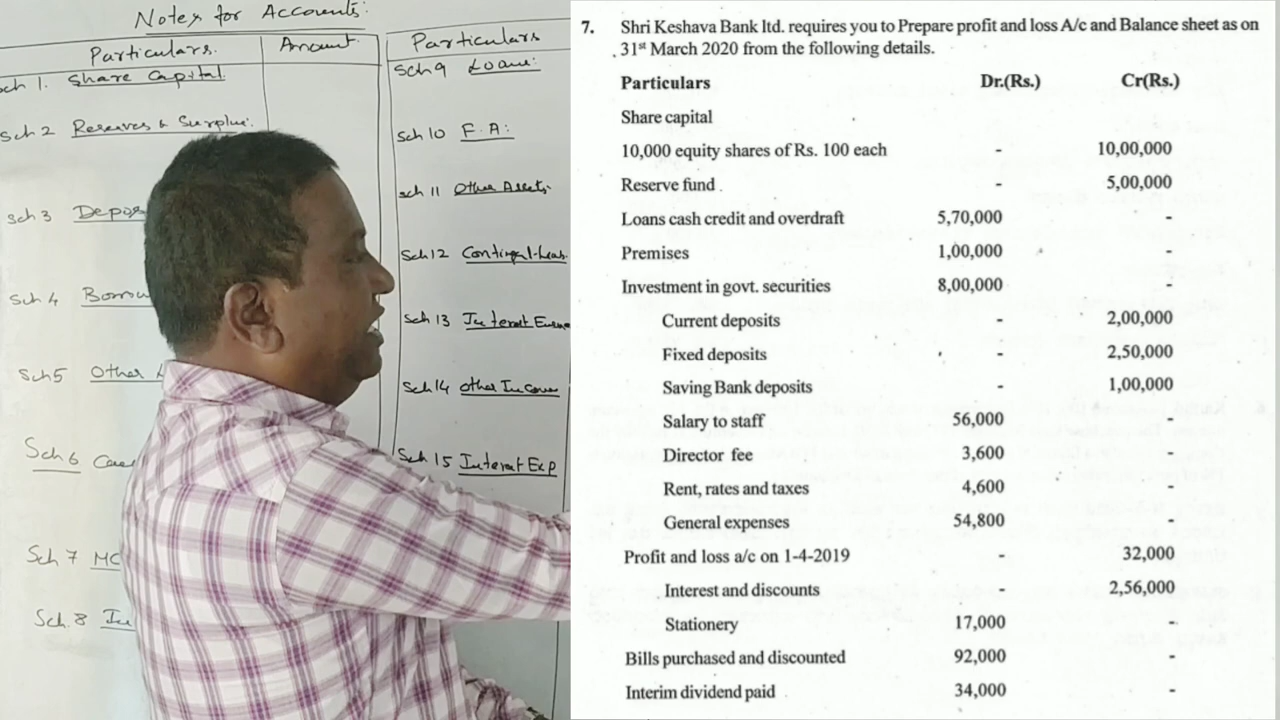 Notes for Accounts:
Particulars. Amount
Sch 1. Share Capital
Sch 2 Reserves & Surplus.
Sch 3
Sch 4
Sch 5 Other
Sch 6
Sch 7 MC
Sch. 8
Particulars
Sch 9 Loans:
Sch 10 F. A:
Sch 11 Other Assets
Sch 12
Sch 13 Interest
Sch 14 Other Income
Sch 15 Interest Exp
7. Shri Keshava Bank ltd. requires you to Prepare profit and loss A/c and Balance sheet as on
31st March 2020 from the following details.
Particulars Dr.(Rs.) Cr(Rs.)
Share capital
10,000 equity shares of Rs. 100 each - 10,00,000
Reserve fund - 5,00,000
Loans cash credit and overdraft 5,70,000 -
Premises 1,00,000 -
Investment in govt. securities 8,00,000 -
Current deposits - 2,00,000
Fixed deposits - 2,50,000
Saving Bank deposits - 1,00,000
Salary to staff 56,000 -
Director fee 3,600 -
Rent, rates and taxes 4,600 -
General expenses 54,800 -
Profit and loss a/c on 1-4-2019 - 32,000
Interest and discounts 2,56,000
Stationery 17,000 -
Bills purchased and discounted 92,000 -
Interim dividend paid 34,000 -